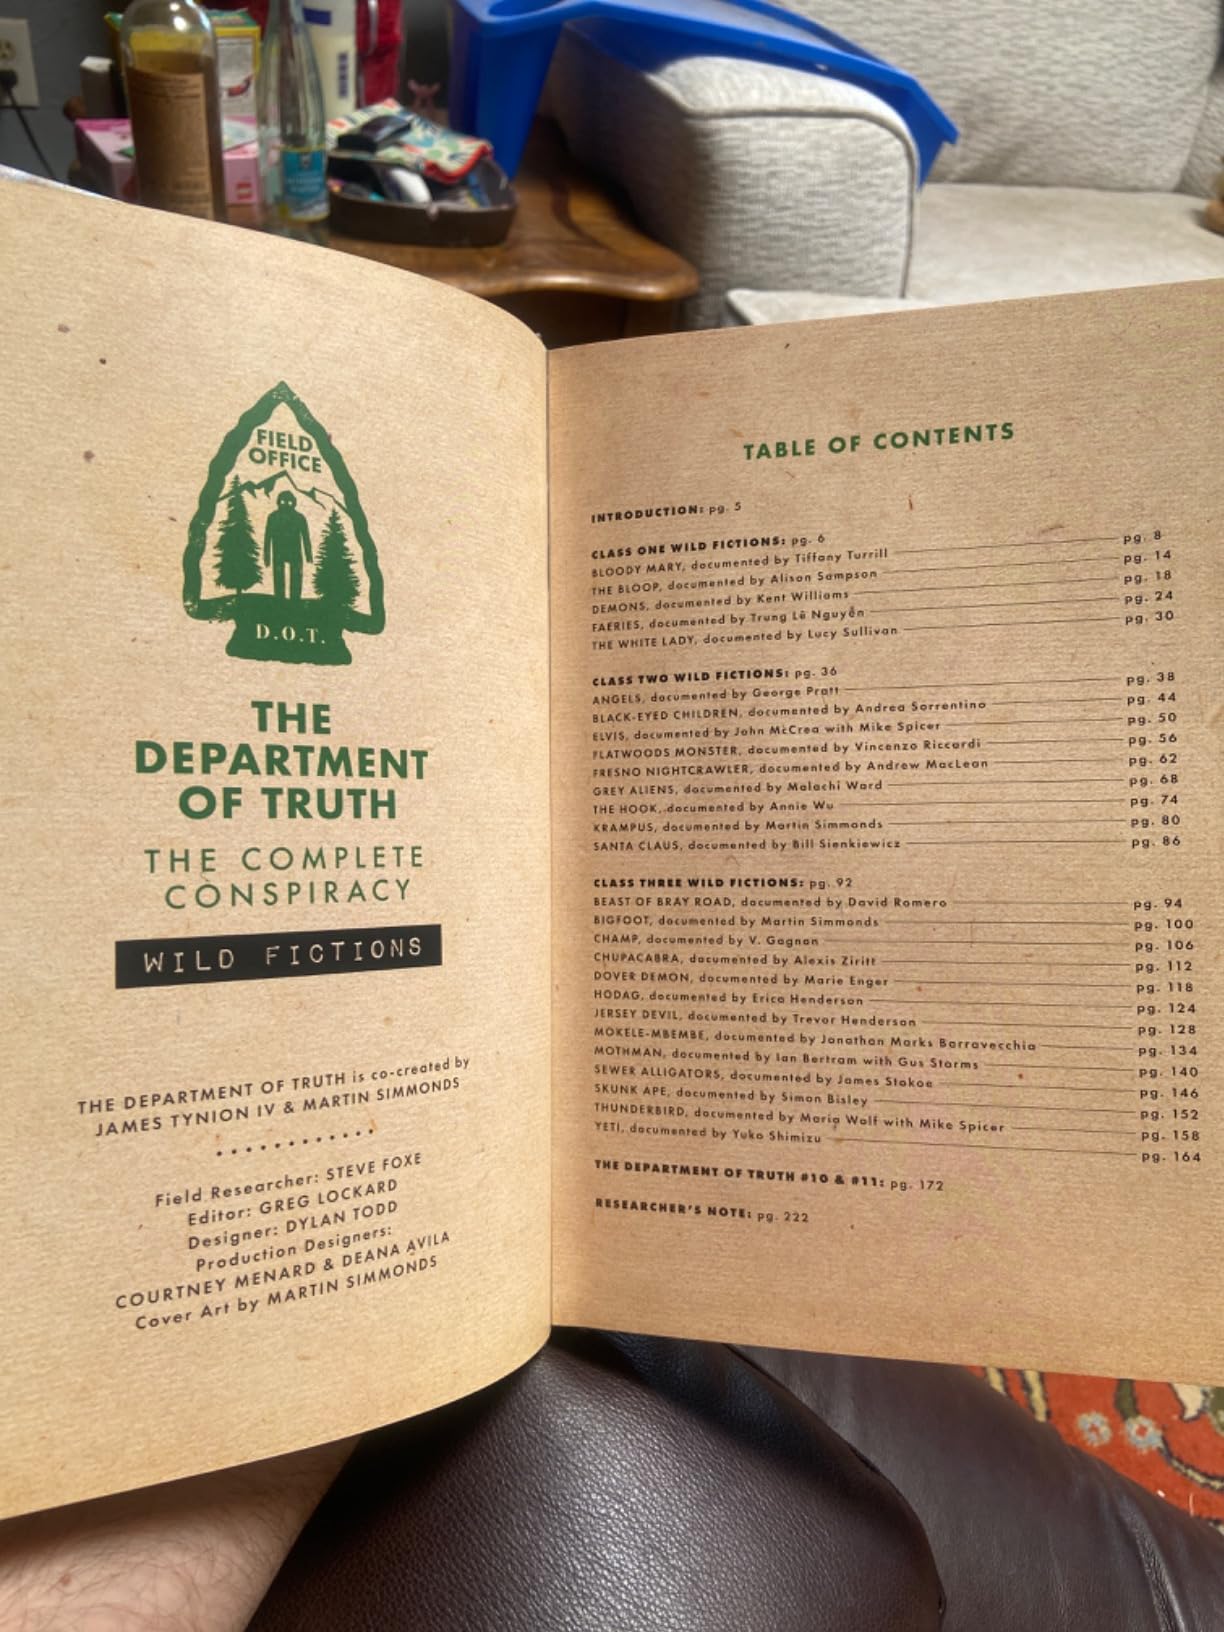 FIELD
OFFICE
D.O.T.
THE
DEPARTMENT
OF TRUTH
THE COMPLETE
CONSPIRACY
WILD FICTIONS
THE DEPARTMENT OF TRUTH is co-created by
JAMES TYNION IV & MARTIN SIMMONDS
Field Researcher: STEVE FOXE
Editor: GREG LOCKARD
Designer: DYLAN TODD
Production Designers:
COURTNEY MENARD & DEANA AVILA
Cover Art by MARTIN SIMMONDS
TABLE OF CONTENTS
INTRODUCTION: pg. 5
CLASS ONE WILD FICTIONS: pg. 6
BLOODY MARY, documented by Tiffany Turrill pg. 8
THE BLOOP, documented by Alison Sampson pg. 14
DEMONS, documented by Kent Williams pg. 18
FAERIES, documented by Trung Lê Nguyễn pg. 24
THE WHITE LADY, documented by Lucy Sullivan pg. 30
CLASS TWO WILD FICTIONS: pg. 36
ANGELS, documented by George Pratt pg. 38
BLACK-EYED CHILDREN, documented by Andrea Sorrentino pg. 44
ELVIS, documented by John McCrea with Mike Spicer pg. 50
FLATWOODS MONSTER, documented by Vincenzo Riccardi pg. 56
FRESNO NIGHTCRAWLER, documented by Andrew MacLean pg. 62
GREY ALIENS, documented by Malachi Ward pg. 68
THE HOOK, documented by Annie Wu pg. 74
KRAMPUS, documented by Martin Simmonds pg. 80
SANTA CLAUS, documented by Bill Sienkiewicz pg. 86
CLASS THREE WILD FICTIONS: pg. 92
BEAST OF BRAY ROAD, documented by David Romero pg. 94
BIGFOOT, documented by Martin Simmonds pg. 100
CHAMP, documented by V. Gagnon pg. 106
CHUPACABRA, documented by Alexis Ziritt pg. 112
DOVER DEMON, documented by Marie Enger pg. 118
HODAG, documented by Erica Henderson pg. 124
JERSEY DEVIL, documented by Trevor Henderson pg. 128
MOKELE-MBEMBE, documented by Jonathan Marks Barravecchia pg. 134
MOTHMAN, documented by Ian Bertram with Gus Storms pg. 140
SEWER ALLIGATORS, documented by James Stokoe pg. 146
SKUNK APE, documented by Simon Bisley pg. 152
THUNDERBIRD, documented by Maria Wolf with Mike Spicer pg. 158
YETI, documented by Yuko Shimizu pg. 164
THE DEPARTMENT OF TRUTH #10 & #11: pg. 172
RESEARCHER'S NOTE: pg. 222